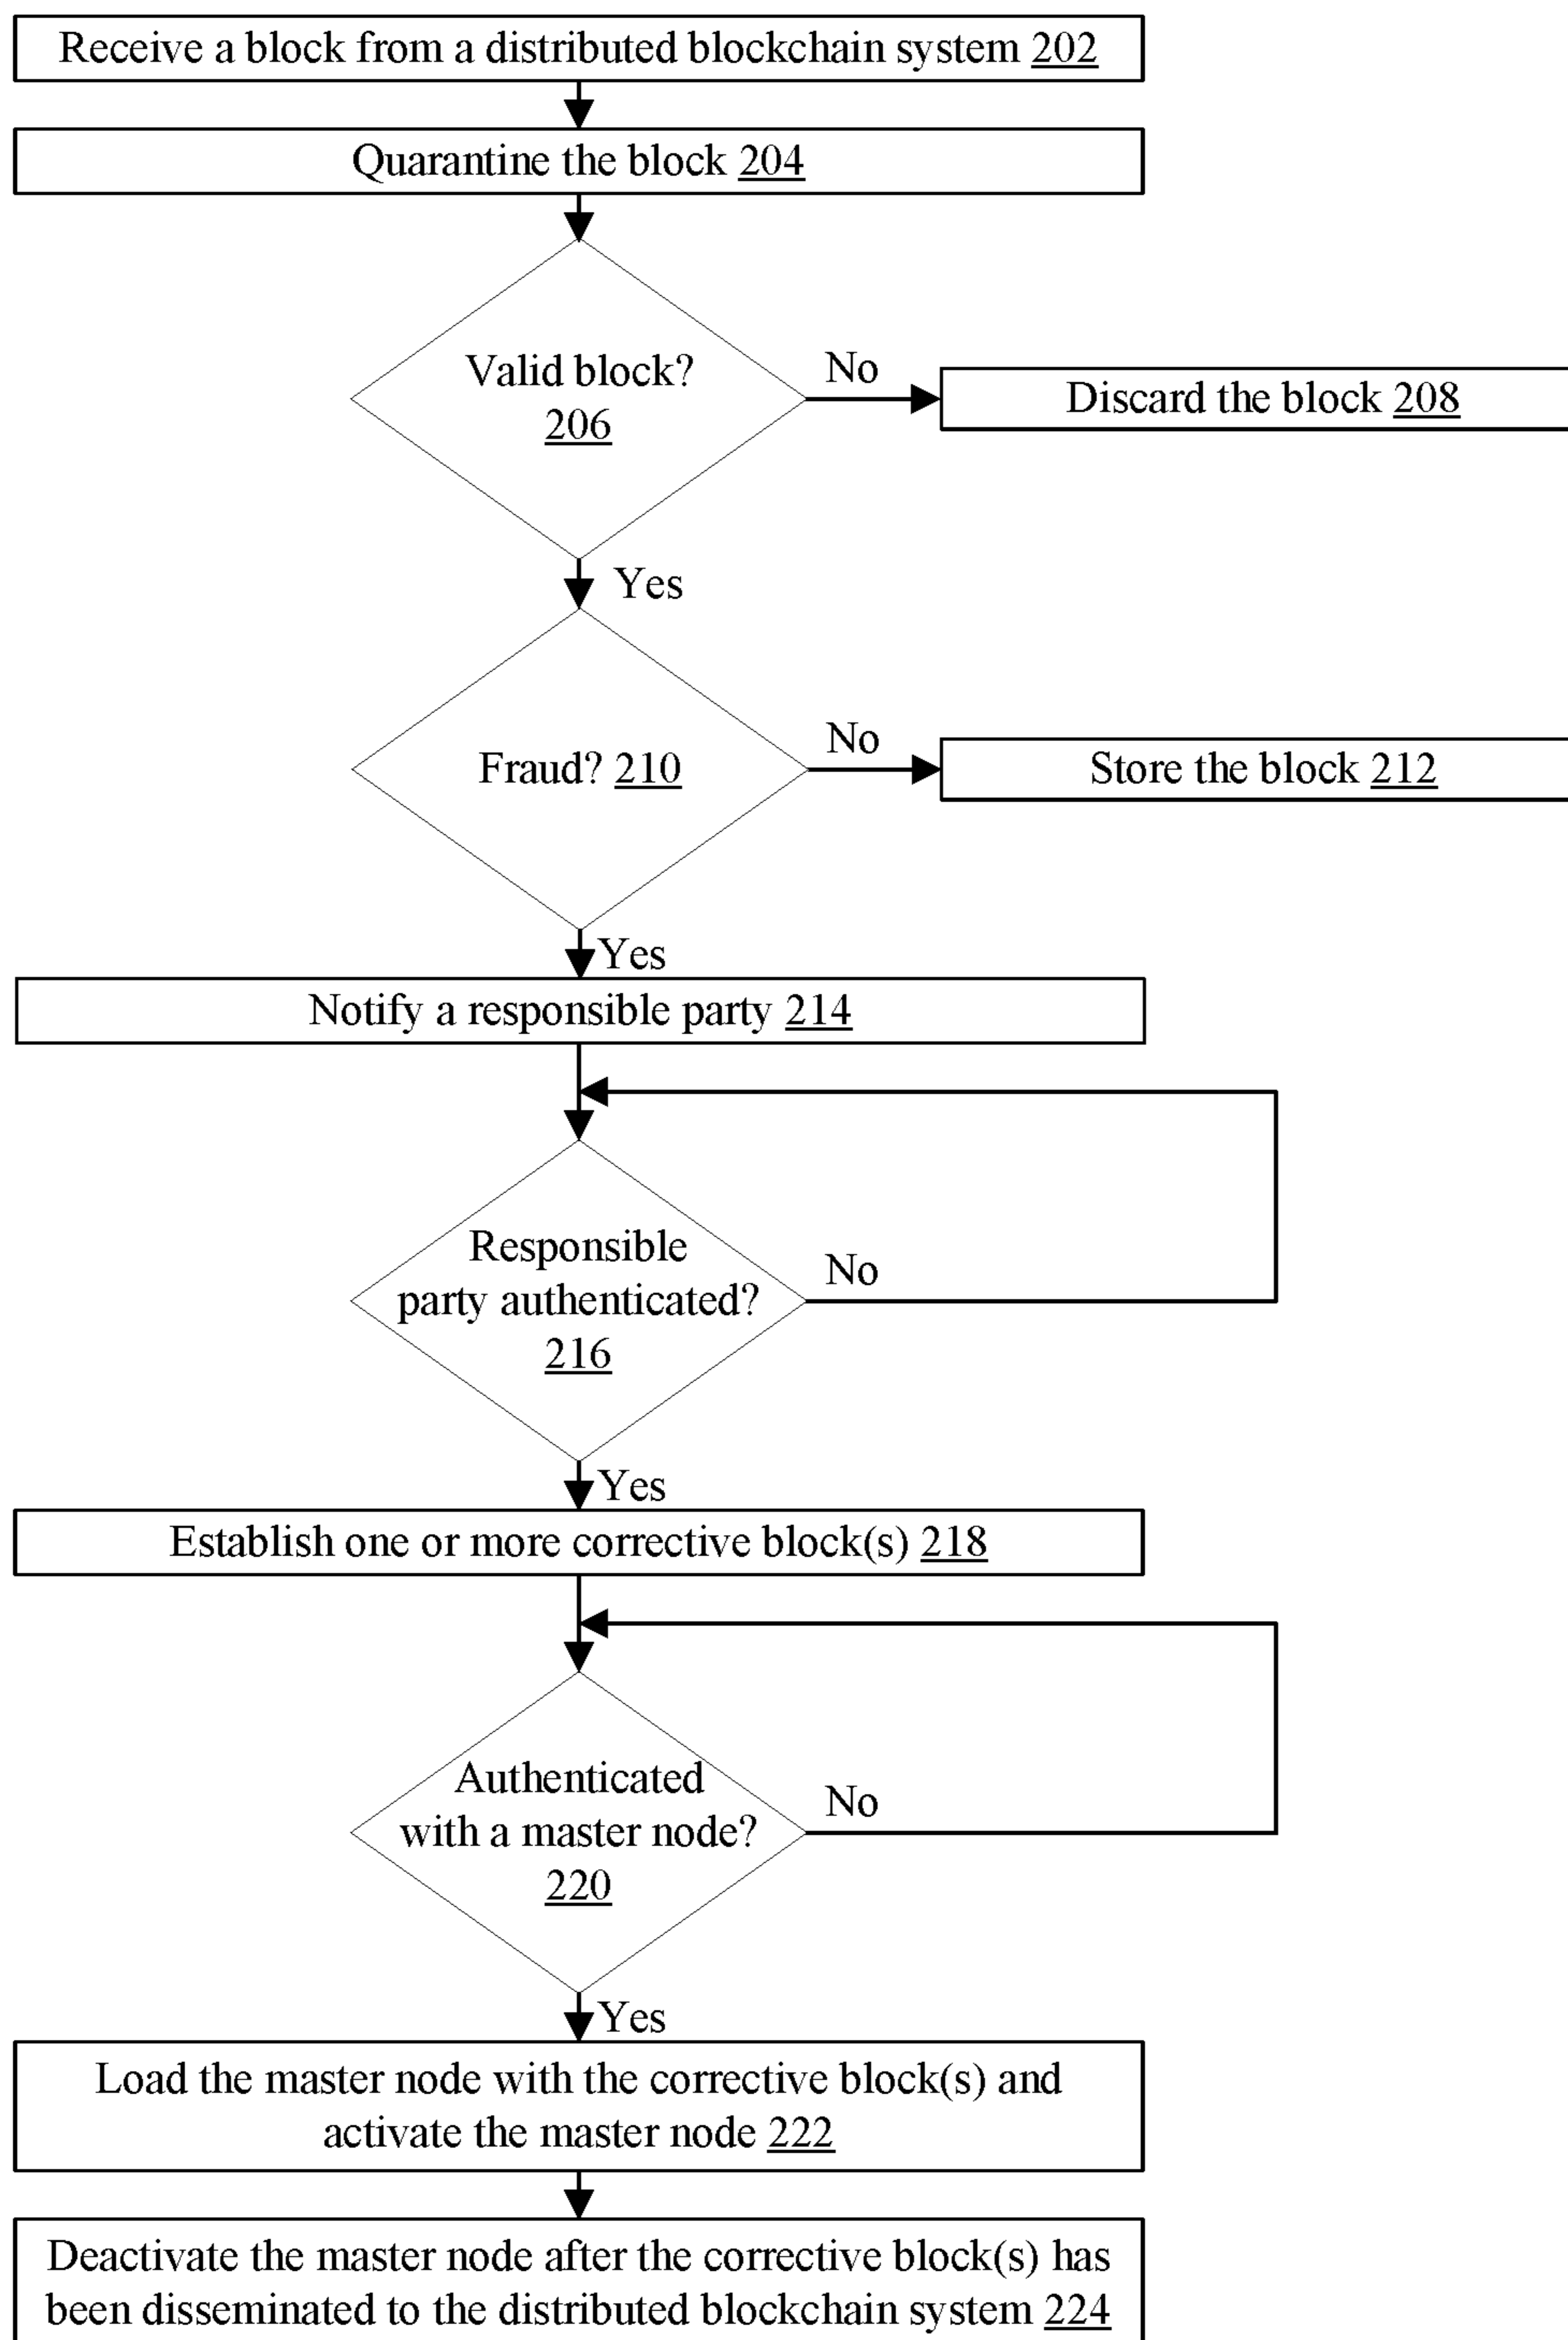 Receive a block from a distributed blockchain system 202
Quarantine the block 204
Valid block?
206
No
Discard the block 208
Yes
Fraud? 210
No
Store the block 212
Yes
Notify a responsible party 214
Responsible
party authenticated?
216
No
Yes
Establish one or more corrective block(s) 218
Authenticated
with a master node?
220
No
Yes
Load the master node with the corrective block(s) and
activate the master node 222
Deactivate the master node after the corrective block(s) has
been disseminated to the distributed blockchain system 224